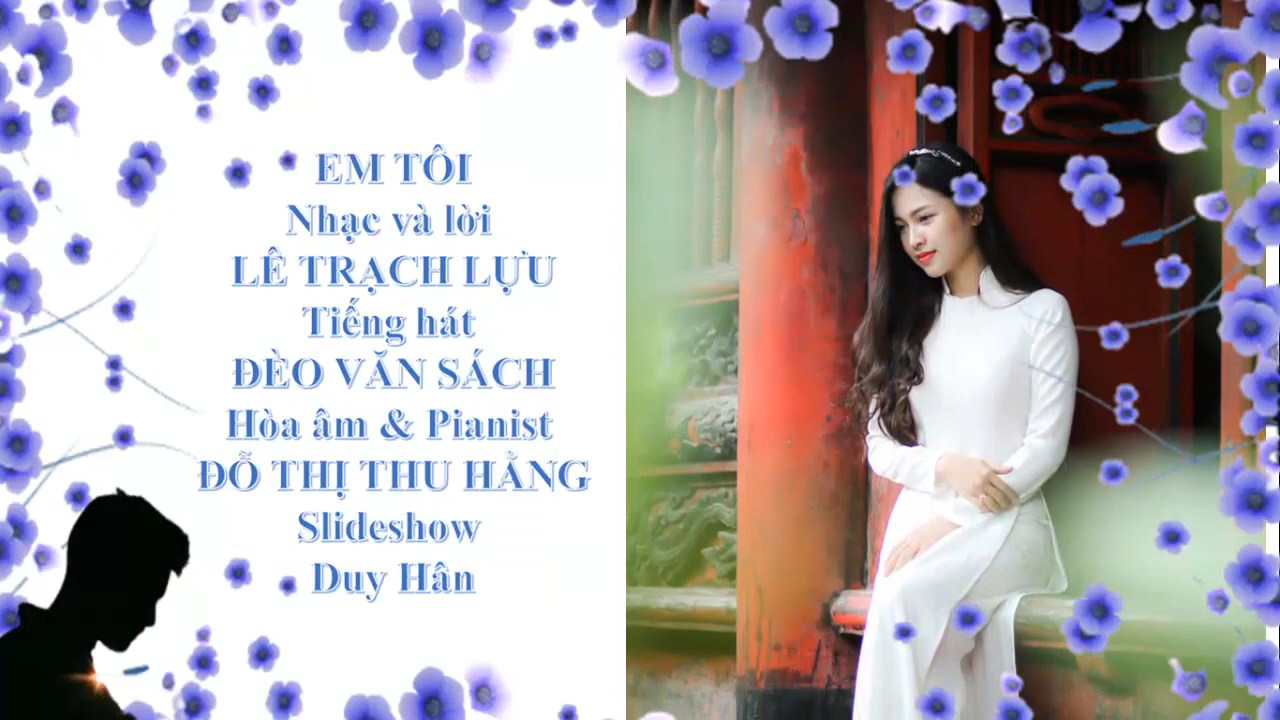 EM TÔI
Nhạc và lời
LÊ TRẠCH LỰU
Tiếng hát
ĐÈO VĂN SÁCH
Hòa âm & Pianist
ĐỖ THỊ THU HẰNG
Slideshow
Duy Hân